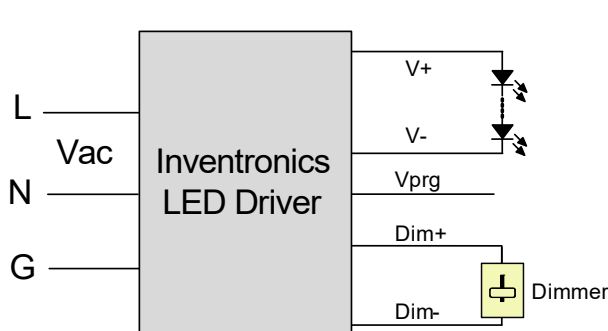 V+
L
Vac
V-
Inventronics
LED Driver
N
Vprg
Dim+
G
Dimmer
Dim-